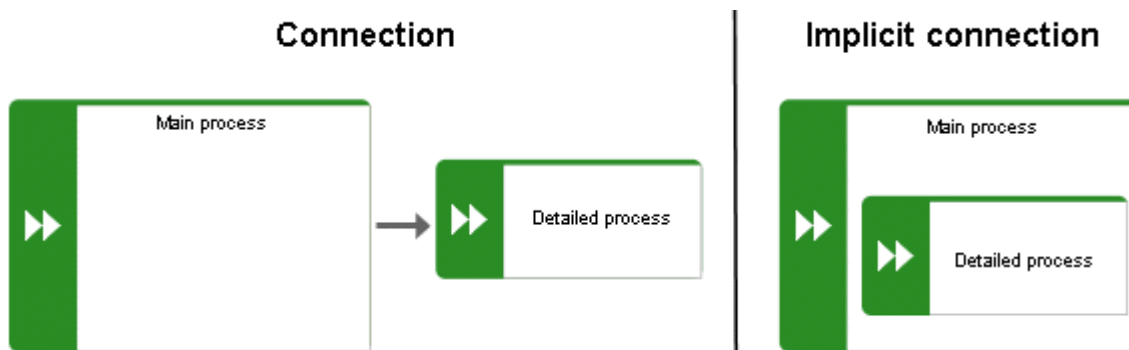 Connection
Main process
Detailed process
Implicit connection
Main process
Detailed process